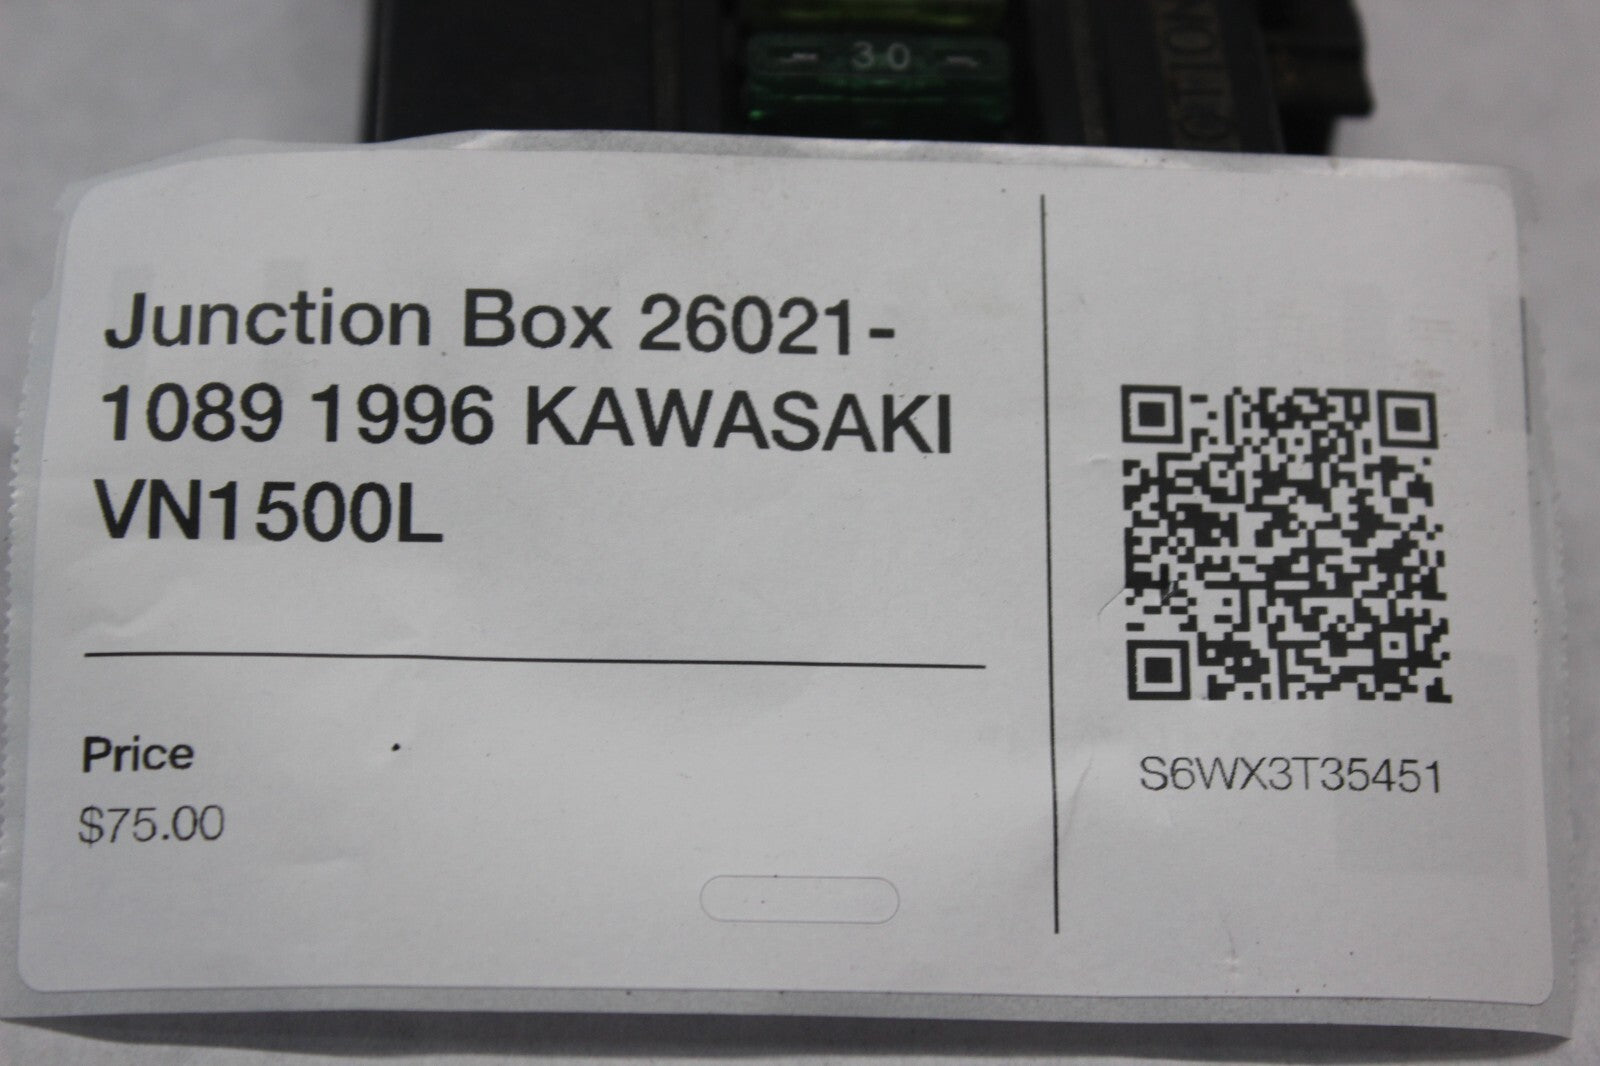 30
Junction Box 26021-
1089 1996 KAWASAKI
VN1500L
Price
$75.00
S6WX3T35451